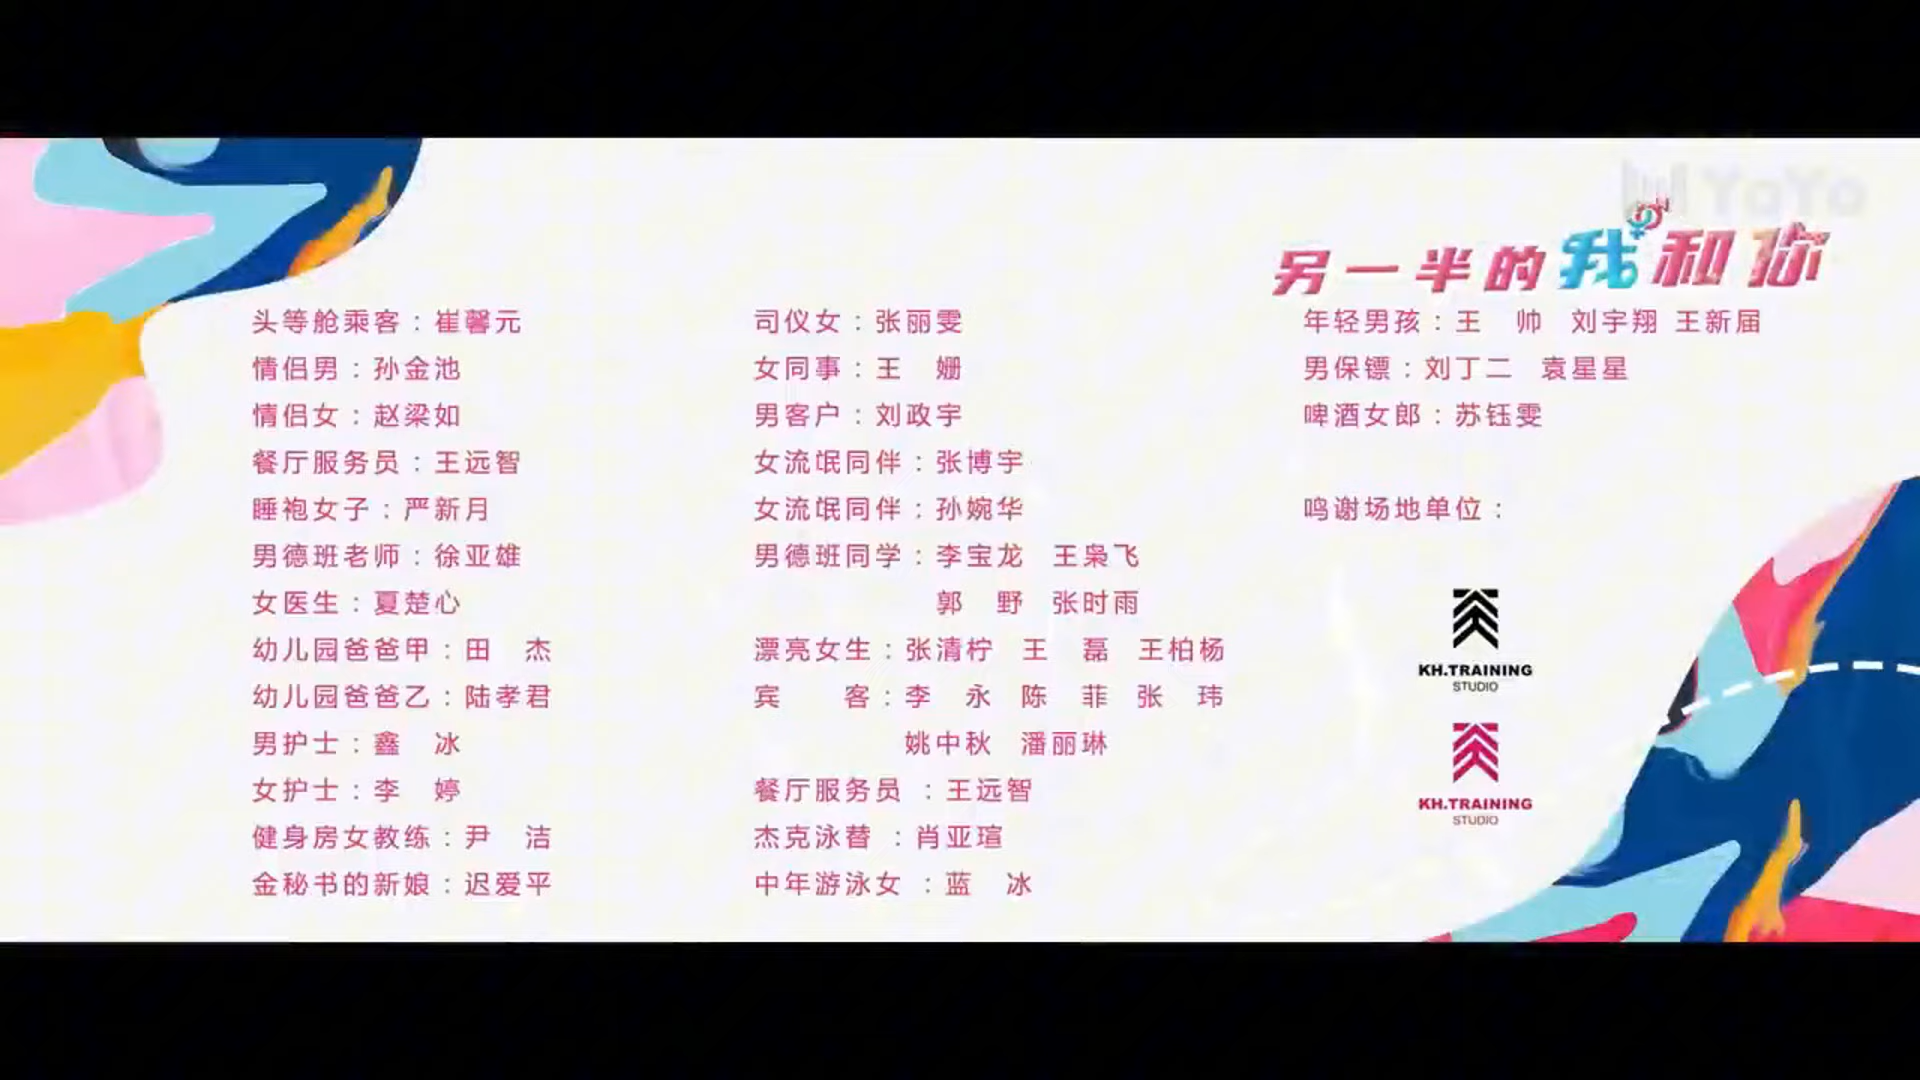 YoYo
另一半的我和你
头等舱乘客：崔馨元
情侣男：孙金池
情侣女：赵梁如
餐厅服务员：王远智
睡袍女子：严新月
男德班老师：徐亚雄
女医生：夏楚心
幼儿园爸爸甲：田　杰
幼儿园爸爸乙：陆孝君
男护士：鑫　冰
女护士：李　婷
健身房女教练：尹　洁
金秘书的新娘：迟爱平
司仪女：张丽雯
女同事：王　姗
男客户：刘政宇
女流氓同伴：张博宇
女流氓同伴：孙婉华
男德班同学：李宝龙　王枭飞
郭　野　张时雨
漂亮女生：张清柠　王　磊　王柏杨
宾　　客：李　永　陈　菲　张　玮
姚中秋　潘丽琳
餐厅服务员：王远智
杰克泳替：肖亚瑄
中年游泳女：蓝　冰
年轻男孩：王　帅　刘宇翔　王新届
男保镖：刘丁二　袁星星
啤酒女郎：苏钰雯
鸣谢场地单位：
KH.TRAINING
STUDIO
KH.TRAINING
STUDIO